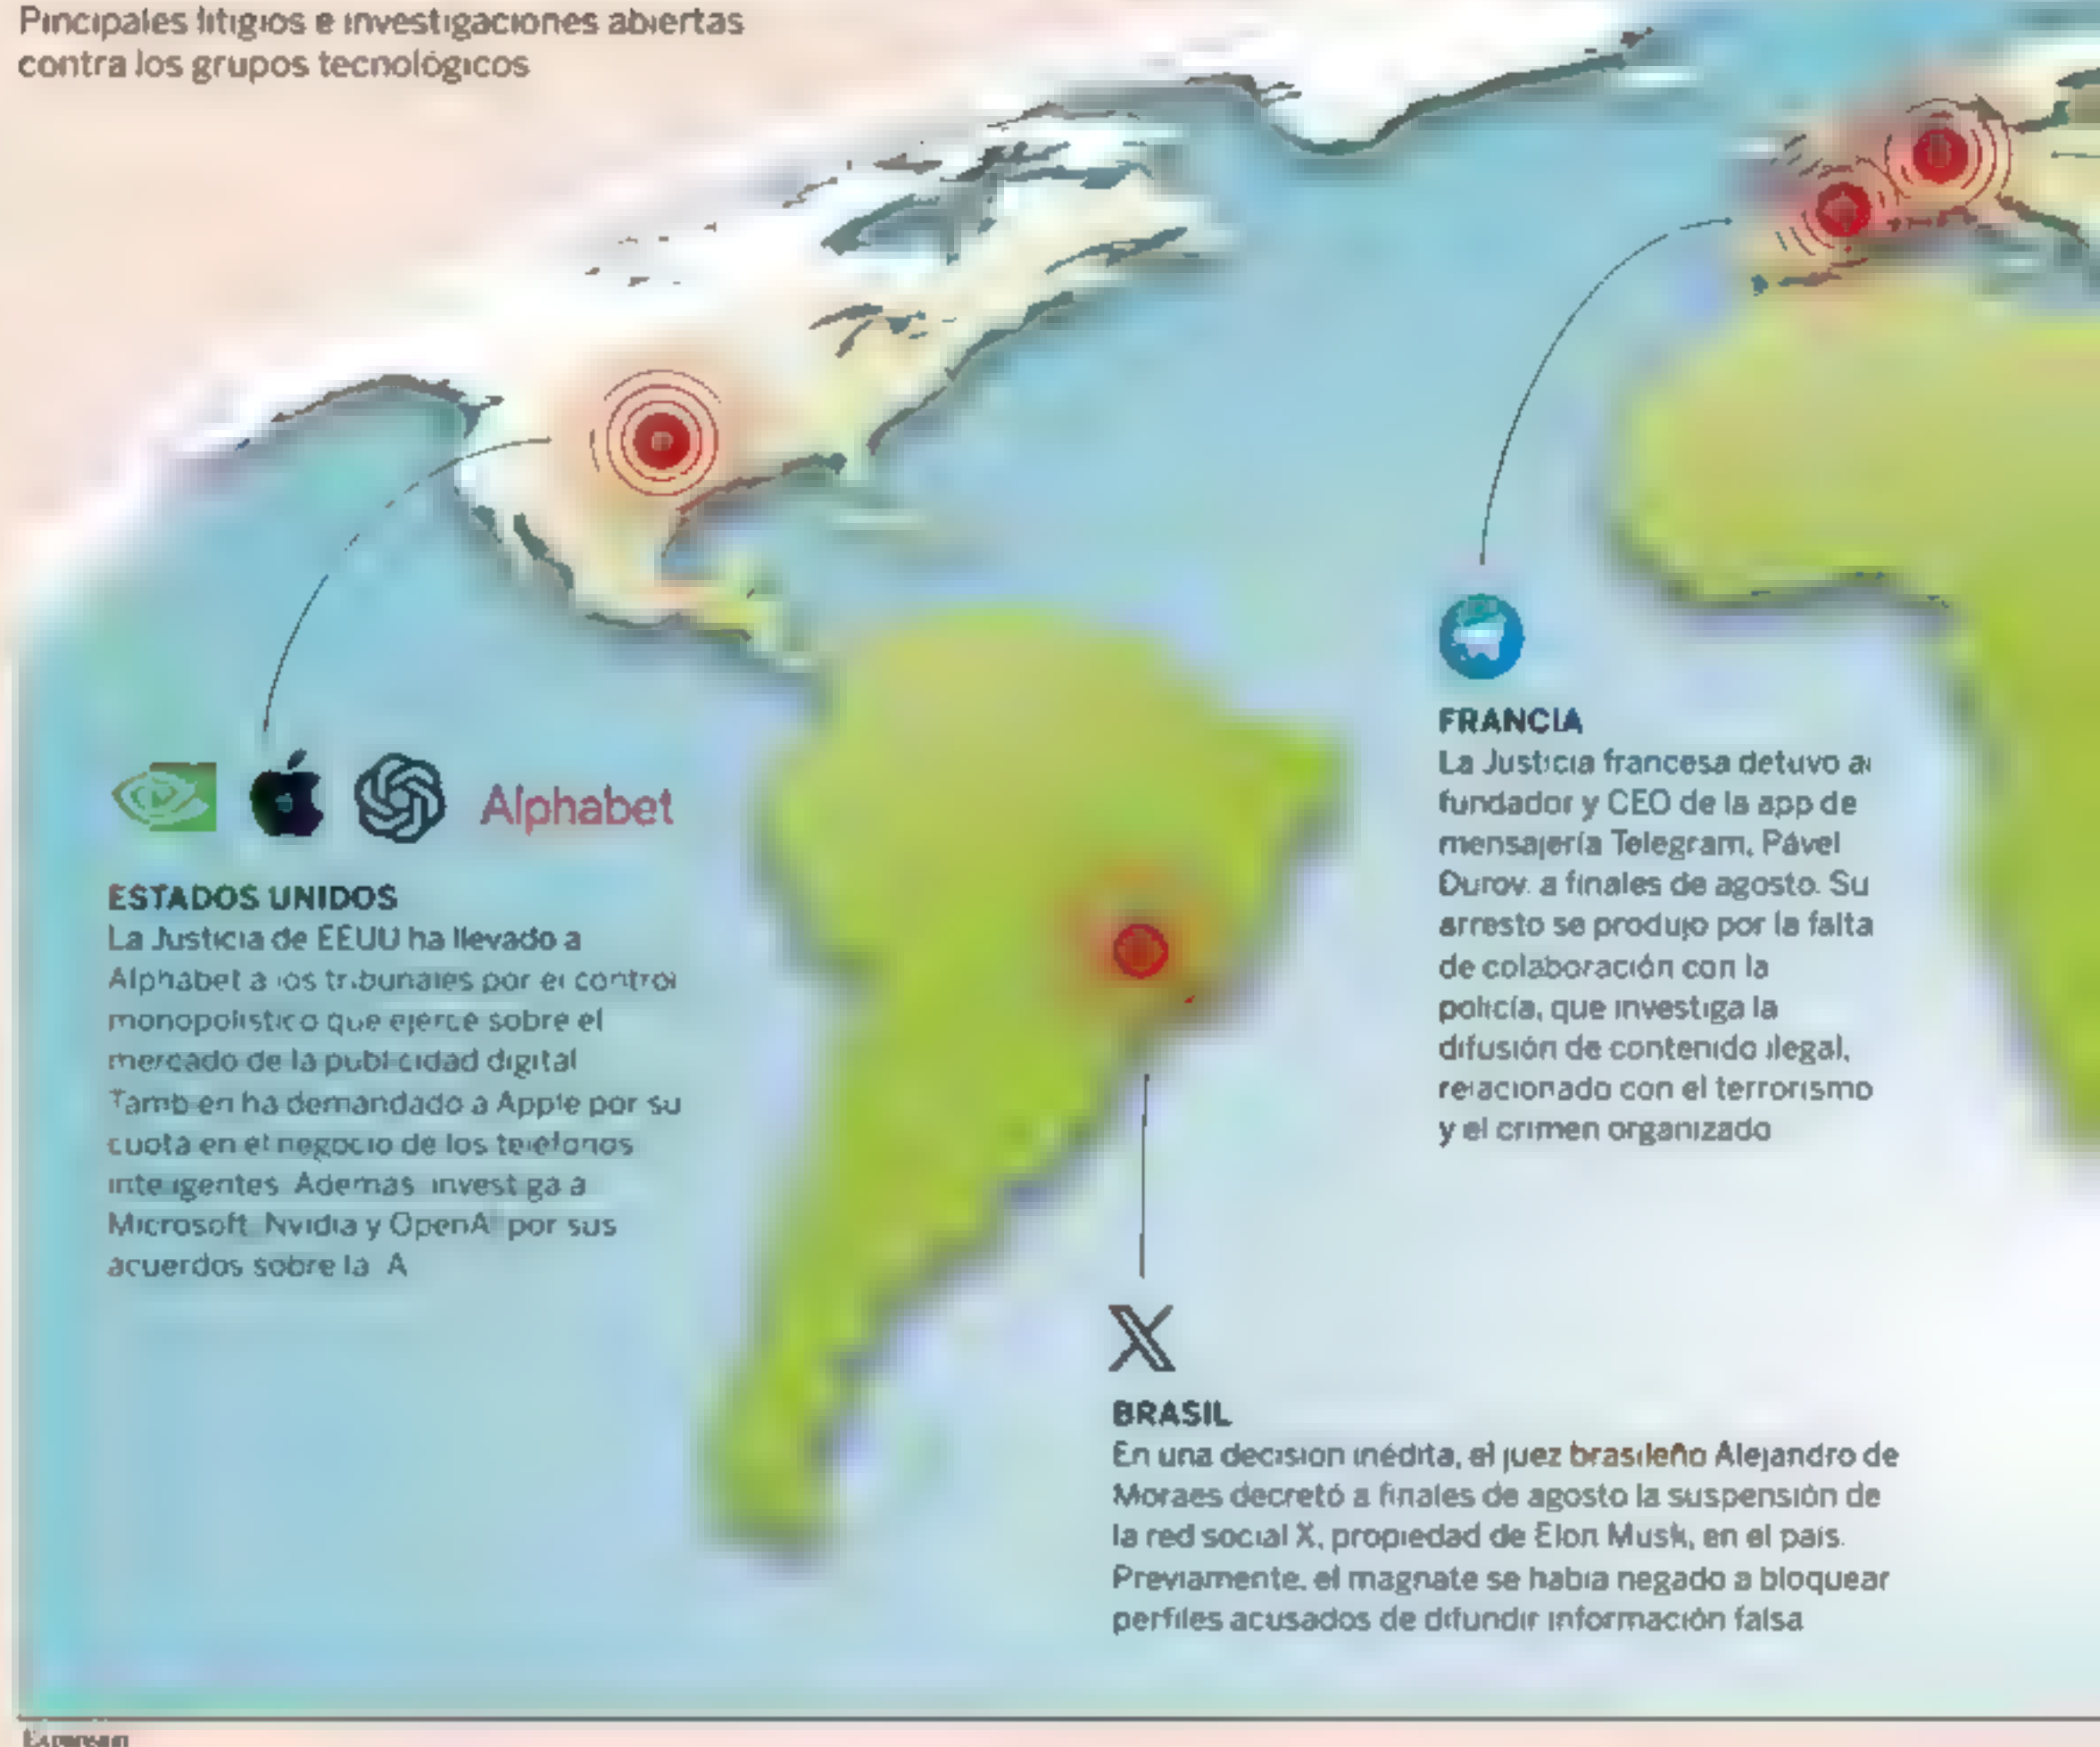 Pincipales litigios e investigaciones abiertas
contra los grupos tecnológicos
Alphabet
ESTADOS UNIDOS
La Justicia de EEUU ha llevado a
Alphabet a los tribunales por el control
monopolístico que ejerce sobre el
mercado de la publicidad digital
También ha demandado a Apple por su
cuota en el negocio de los teléfonos
inteligentes Además investiga a
Microsoft Nvidia y OpenAI por sus
acuerdos sobre la IA
FRANCIA
La Justicia francesa detuvo al
fundador y CEO de la app de
mensajería Telegram, Pável
Durov, a finales de agosto. Su
arresto se produjo por la falta
de colaboración con la
policía, que investiga la
difusión de contenido ilegal,
relacionado con el terrorismo
y el crimen organizado
X
BRASIL
En una decisión inédita, el juez brasileño Alejandro de
Moraes decretó a finales de agosto la suspensión de
la red social X, propiedad de Elon Musk, en el país.
Previamente, el magnate se había negado a bloquear
perfiles acusados de difundir información falsa
Expansión